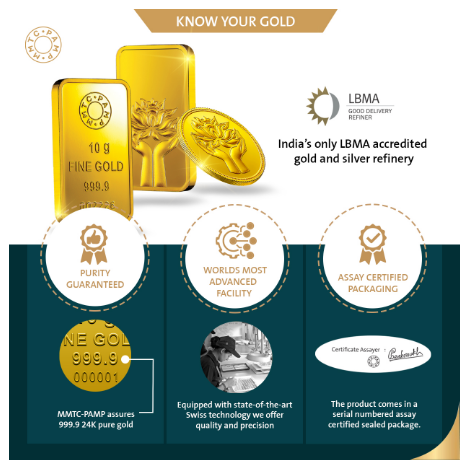 KNOW YOUR GOLD
MMTC-PAMP
LBMA
GOOD DELIVERY
REFINER
India's only LBMA accredited
gold and silver refinery
MMTC-PAMP
10 g
FINE GOLD
999.9
PURITY
GUARANTEED
WORLDS MOST
ADVANCED
FACILITY
ASSAY CERTIFIED
PACKAGING
10 g
NE GOL
999.9
000001
MMTC-PAMP assures
999.9 24K pure gold
Equipped with state-of-the-art
Swiss technology we offer
quality and precision
Certificate Assayer
The product comes in a
serial numbered assay
certified sealed package.